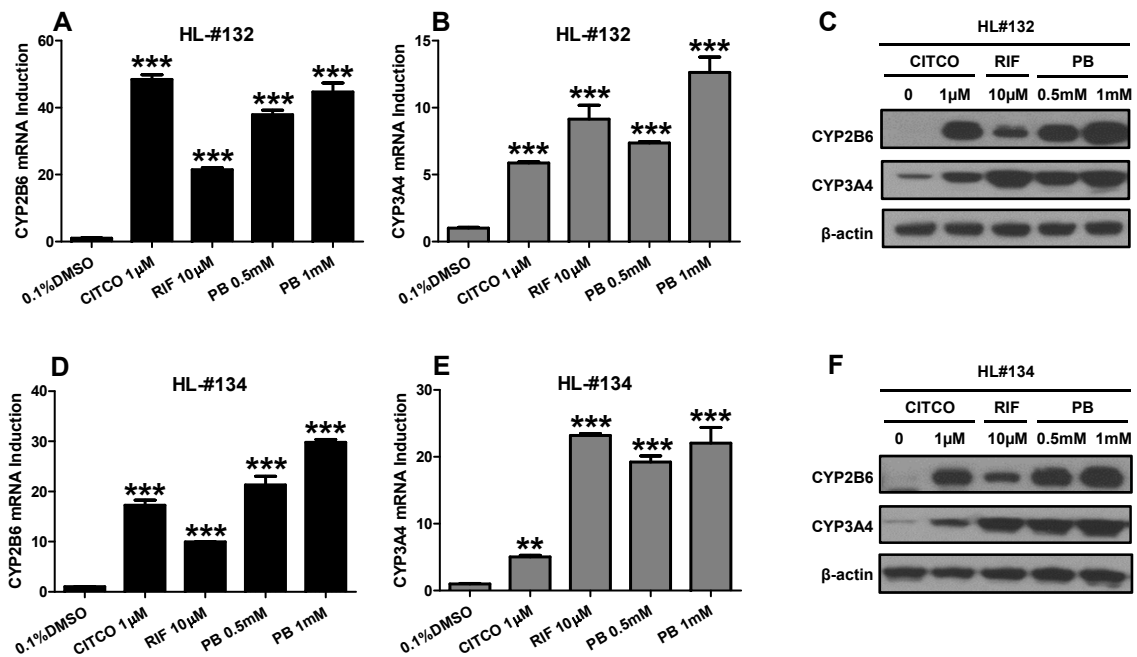 A
HL-#132
CYP2B6 mRNA Induction
60
40
20
0
***
***
***
***
0.1%DMSO
CITCO 1µM
RIF 10µM
PB 0.5mM
PB 1mM
B
HL-#132
CYP3A4 mRNA Induction
15
10
5
0
***
***
***
***
0.1%DMSO
CITCO 1µM
RIF 10µM
PB 0.5mM
PB 1mM
C
HL#132
CITCO RIF PB
0 1µM 10µM 0.5mM 1mM
CYP2B6
CYP3A4
β-actin
D
HL-#134
CYP2B6 mRNA Induction
40
30
20
10
0
***
***
***
***
0.1%DMSO
CITCO 1µM
RIF 10µM
PB 0.5mM
PB 1mM
E
HL-#134
CYP3A4 mRNA Induction
30
20
10
0
**
***
***
***
0.1%DMSO
CITCO 1µM
RIF 10µM
PB 0.5mM
PB 1mM
F
HL#134
CITCO RIF PB
0 1µM 10µM 0.5mM 1mM
CYP2B6
CYP3A4
β-actin